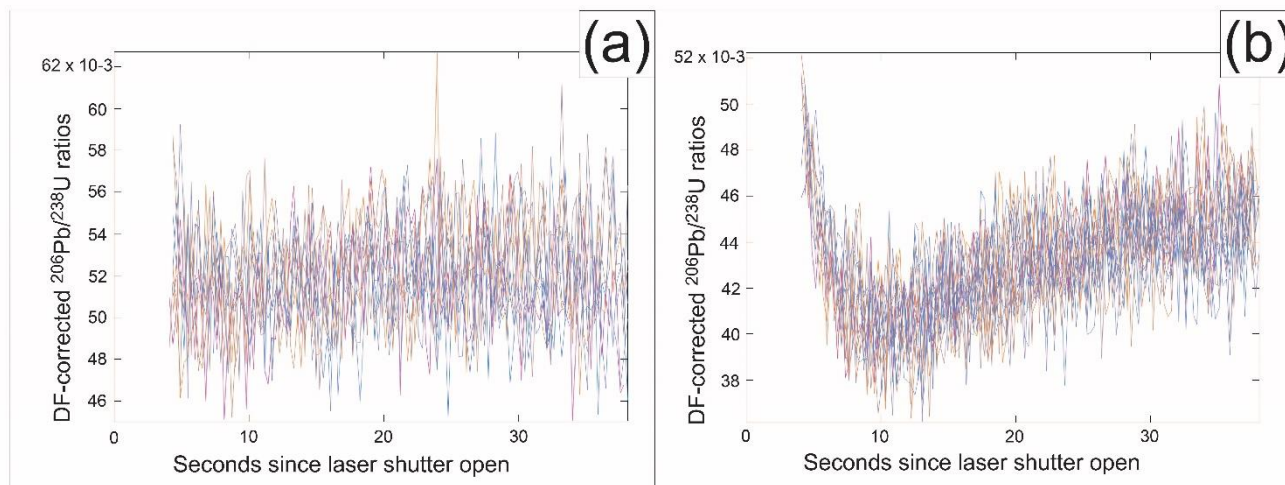 (a)
62 x 10-3
60
58
56
54
52
50
48
46
0 10 20 30
DF-corrected 206Pb/238U ratios
Seconds since laser shutter open
(b)
52 x 10-3
50
48
46
44
42
40
38
0 10 20 30
DF-corrected 206Pb/238U ratios
Seconds since laser shutter open